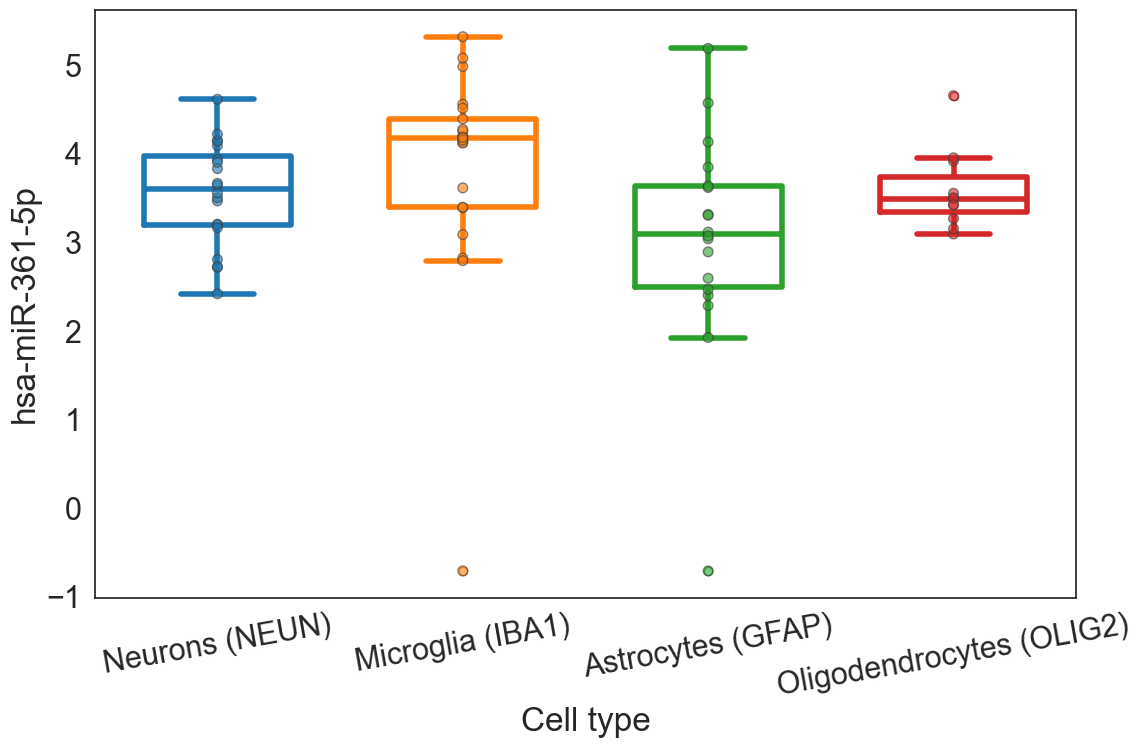 hsa-miR-361-5p
5
4
3
2
1
0
−1
Neurons (NEUN)
Microglia (IBA1)
Astrocytes (GFAP)
Oligodendrocytes (OLIG2)
Cell type